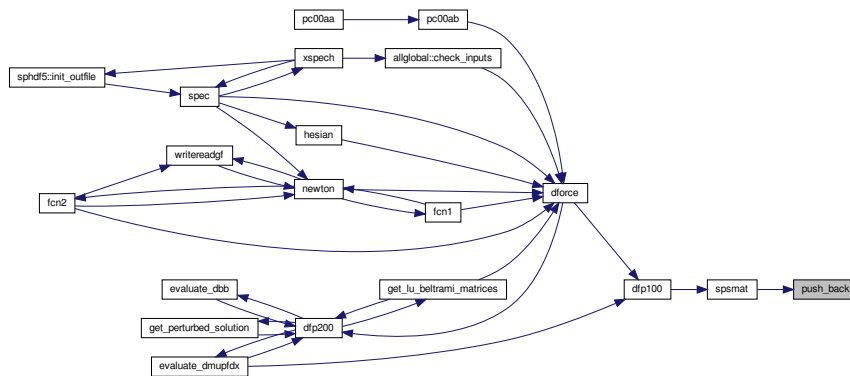 pc00aa
pc00ab
xspech
allglobal::check_inputs
sphdf5::init_outfile
spec
hesian
writereadgf
newton
dforce
fcn2
fcn1
evaluate_dbb
get_lu_beltrami_matrices
dfp100
spsmat
push_back
get_perturbed_solution
dfp200
evaluate_dmupfdx